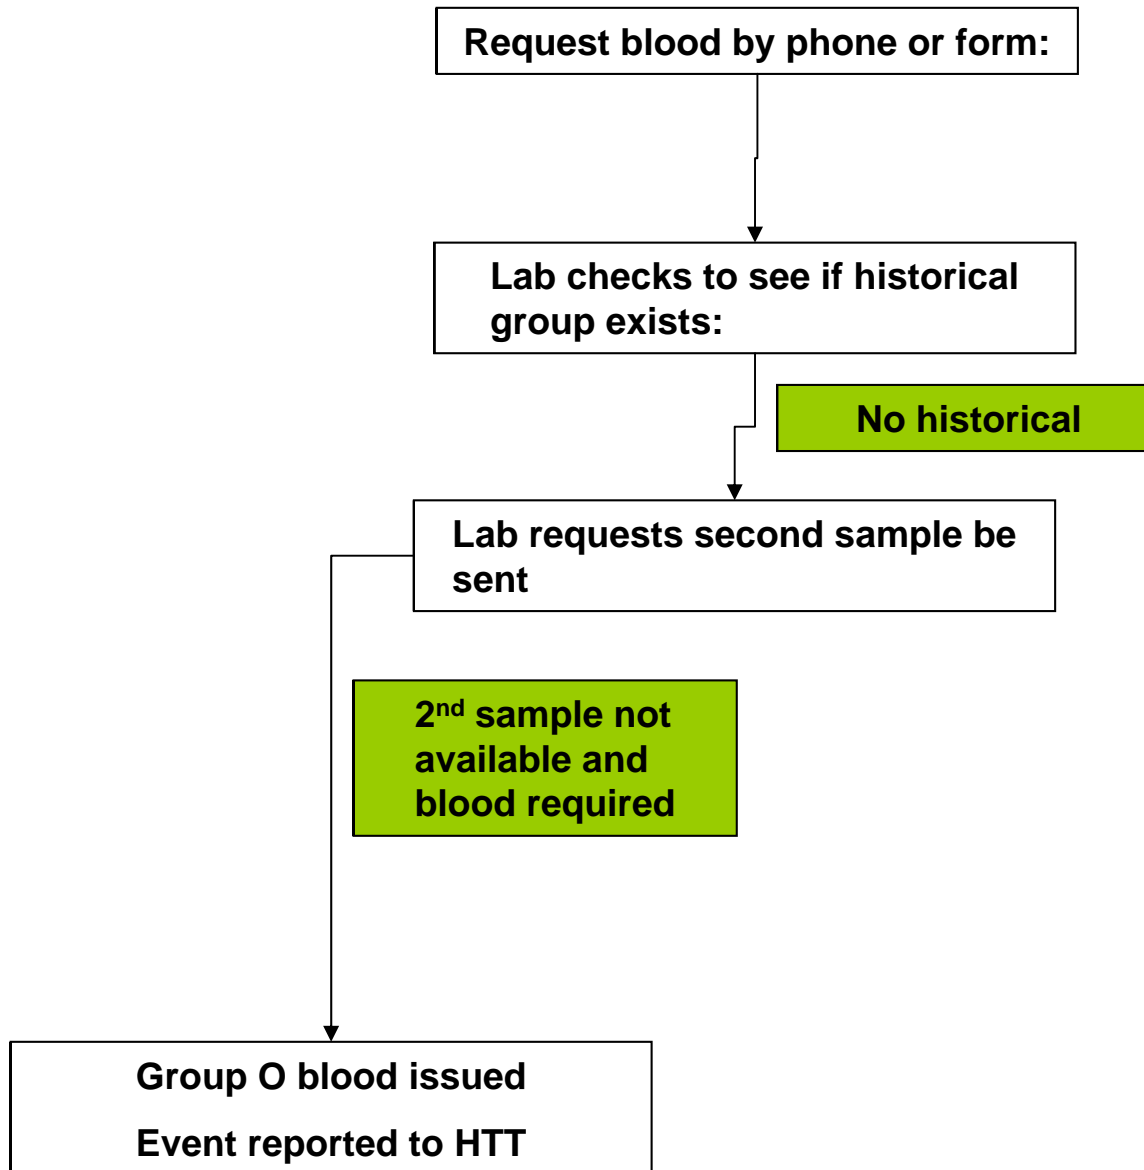 Request blood by phone or form:
Lab checks to see if historical
group exists:
No historical
Lab requests second sample be
sent
2nd sample not
available and
blood required
Group O blood issued
Event reported to HTT